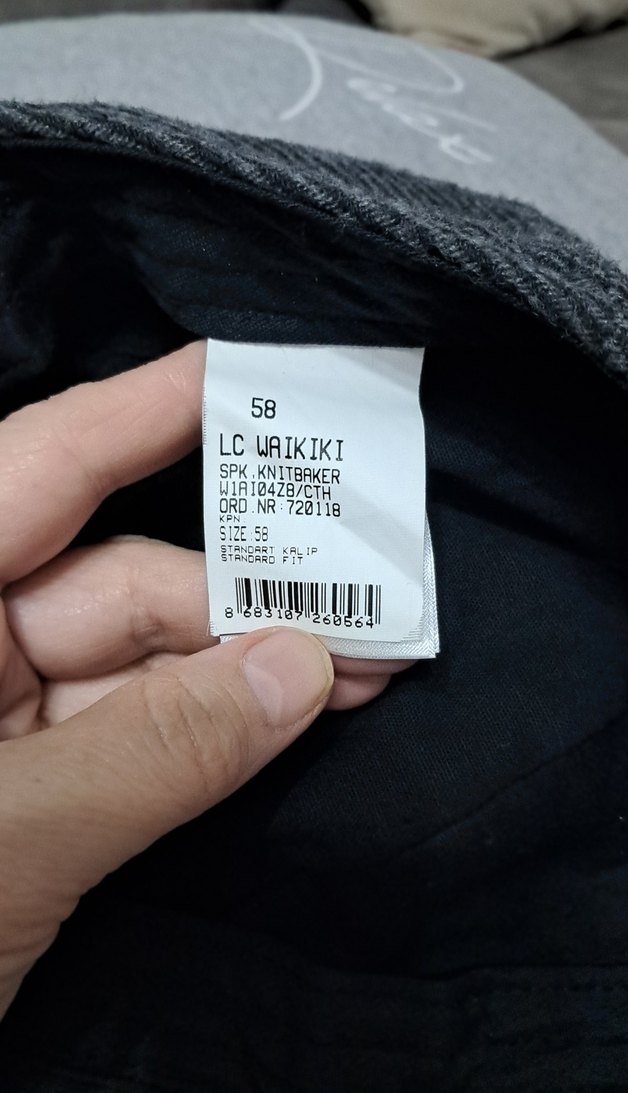 Relax
58
LC WAIKIKI
SPK.KNITBAKER
W1AI04Z8/CTH
ORD.NR:720118
KPN
SIZE:58
STANDART KALIP
STANDARD FIT
8 683107 260564